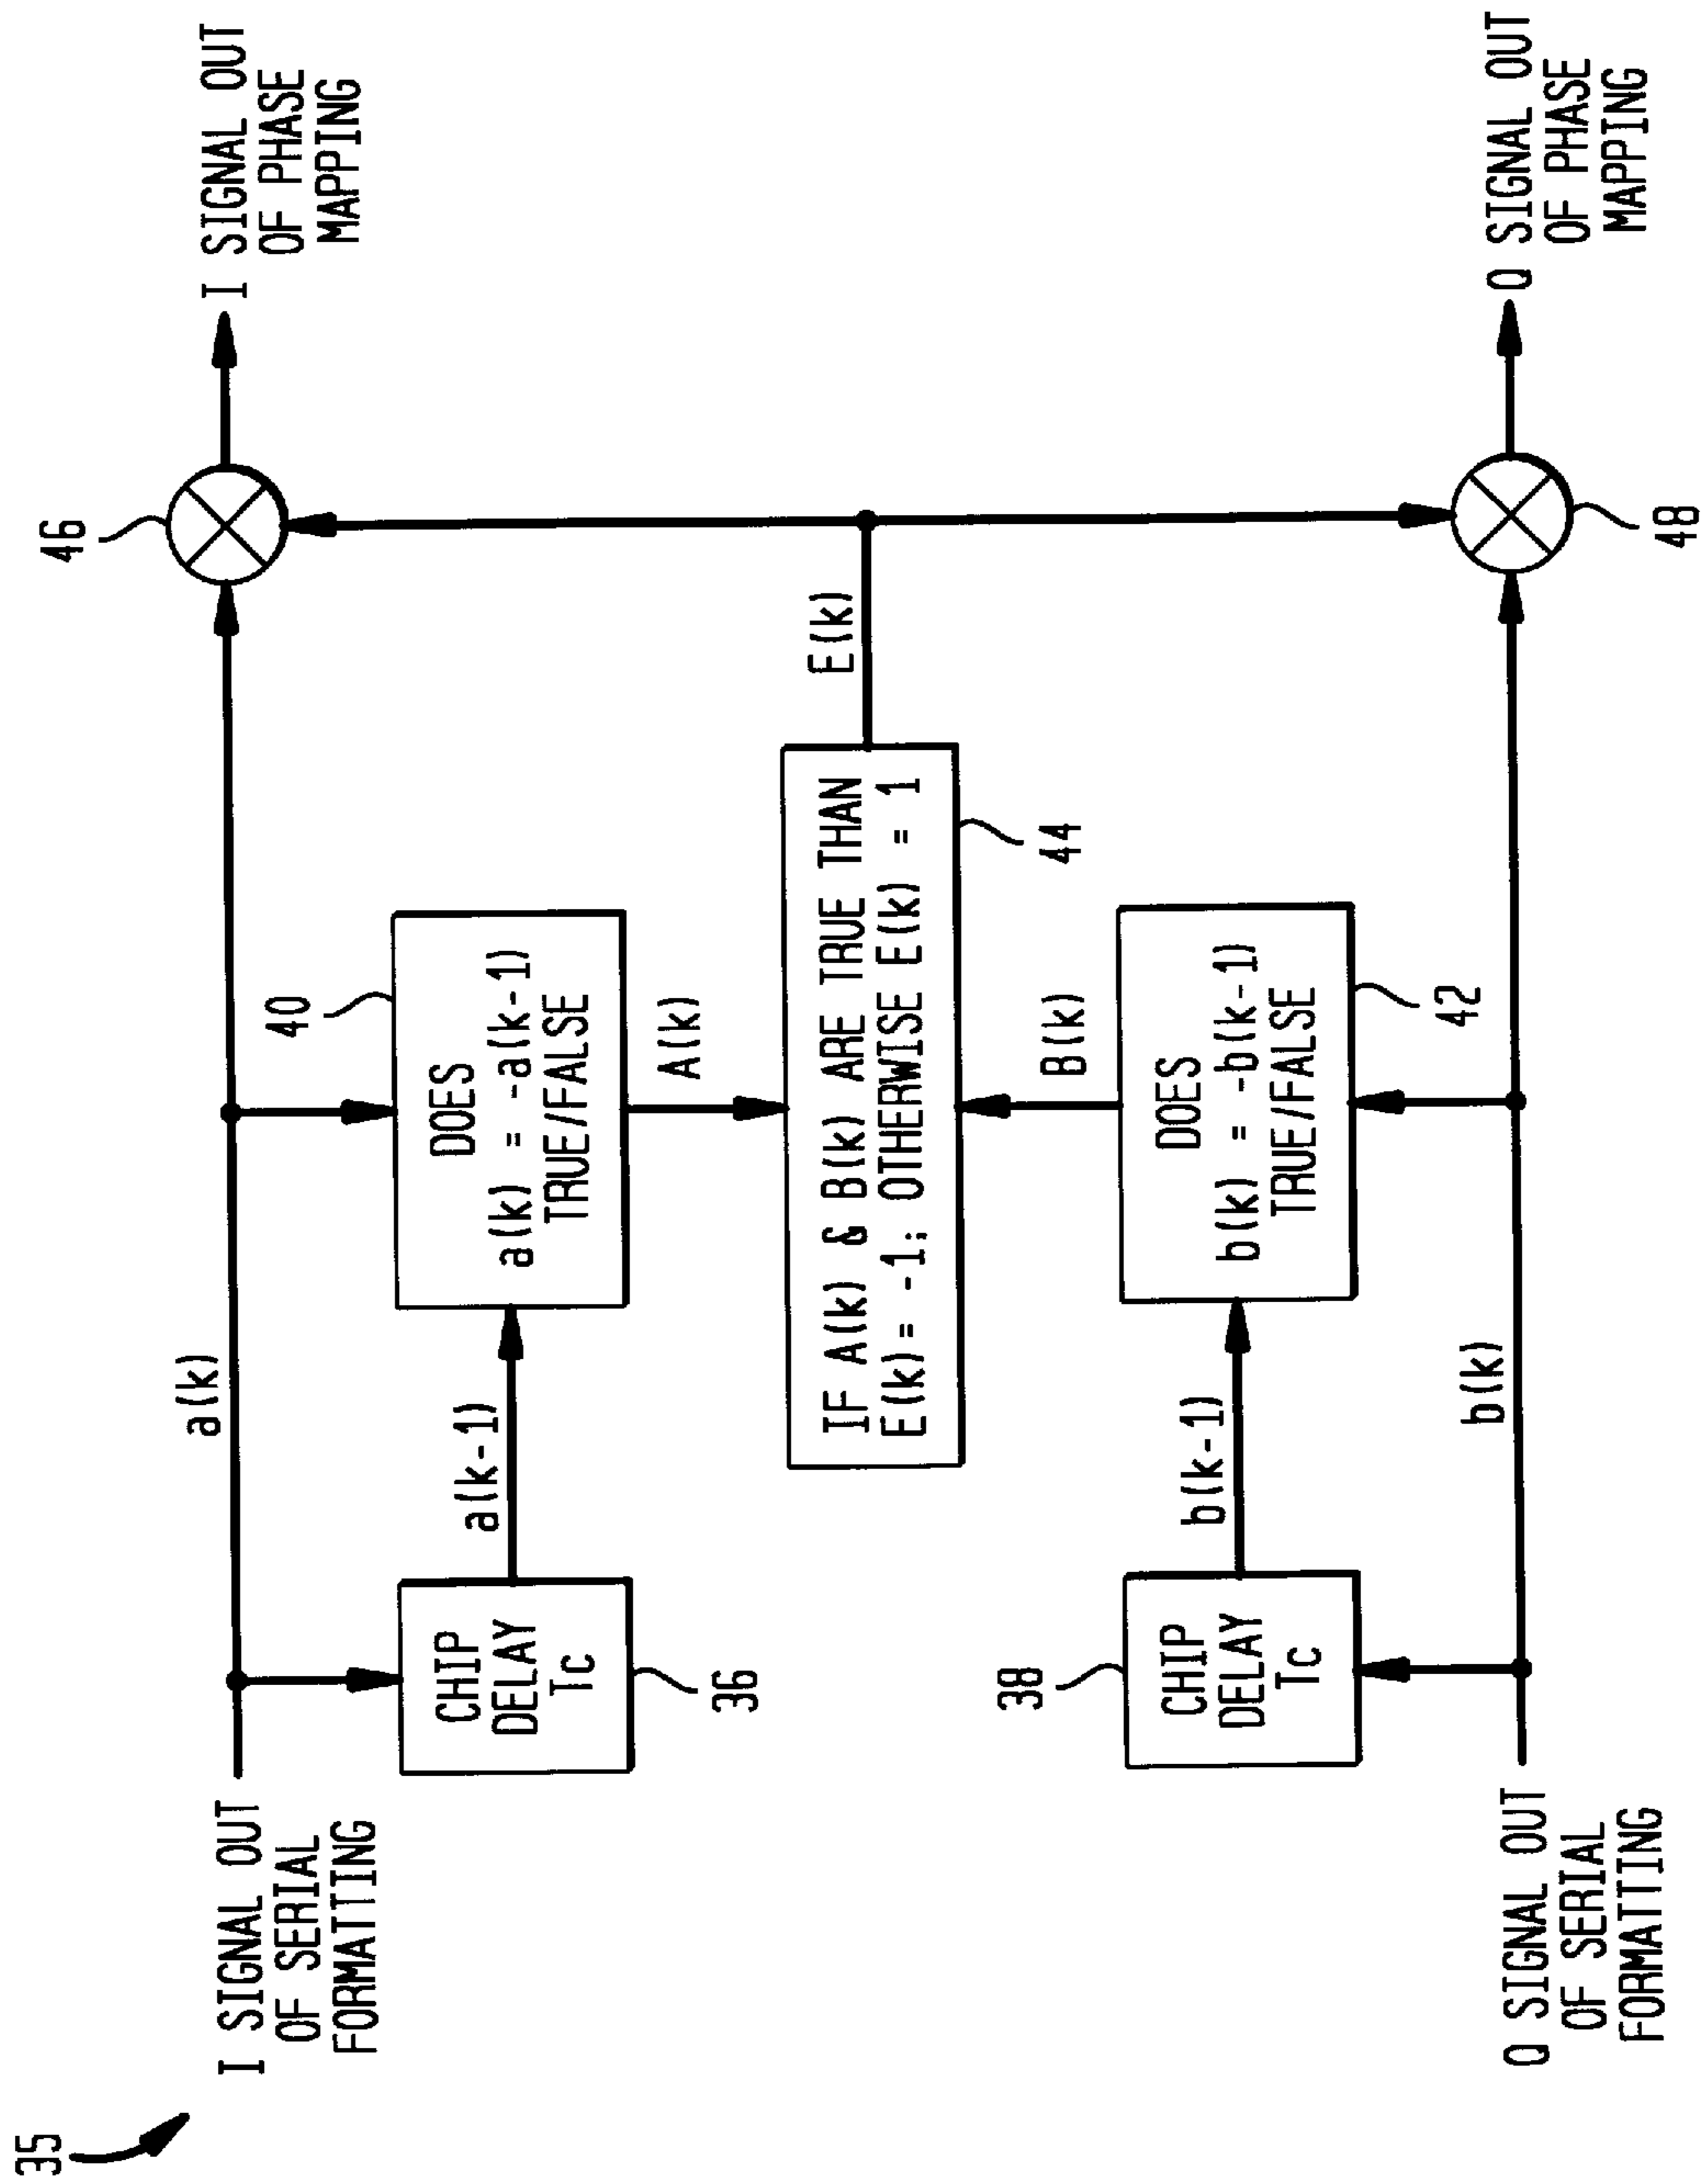 35
I SIGNAL OUT
OF SERIAL
FORMATTING
a(k)
46
I SIGNAL OUT
OF PHASE
MAPPING
CHIP
DELAY
Tc
36
a(k-1)
40
DOES
a(k) = -a(k-1)
TRUE/FALSE
A(k)
IF A(k) & B(k) ARE TRUE THAN
E(k)= -1; OTHERWISE E(k) = 1
44
E(k)
38
CHIP
DELAY
Tc
b(k-1)
B(k)
DOES
b(k) = -b(k-1)
TRUE/FALSE
42
Q SIGNAL OUT
OF SERIAL
FORMATTING
b(k)
48
Q SIGNAL OUT
OF PHASE
MAPPING